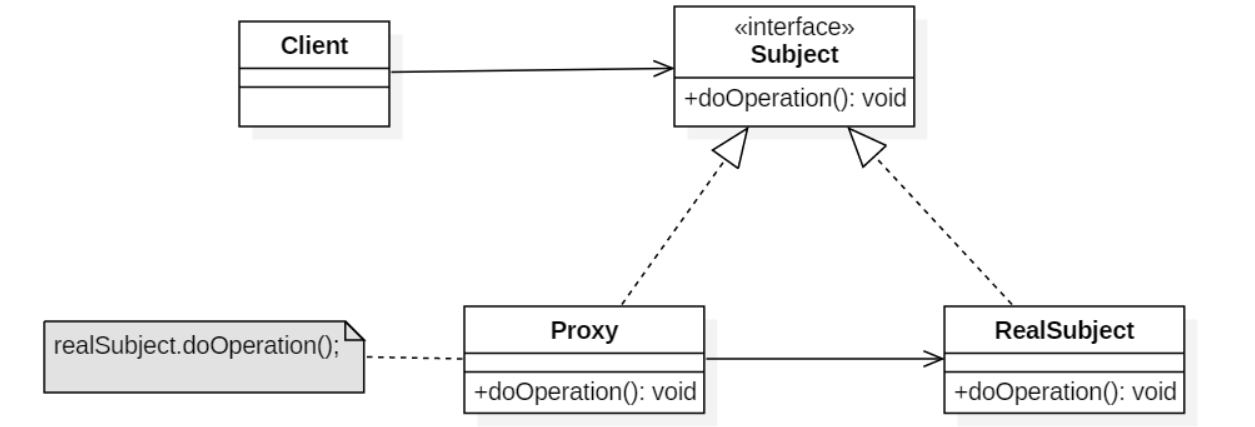 Client
«interface»
Subject
+doOperation(): void
realSubject.doOperation();
Proxy
+doOperation(): void
RealSubject
+doOperation(): void